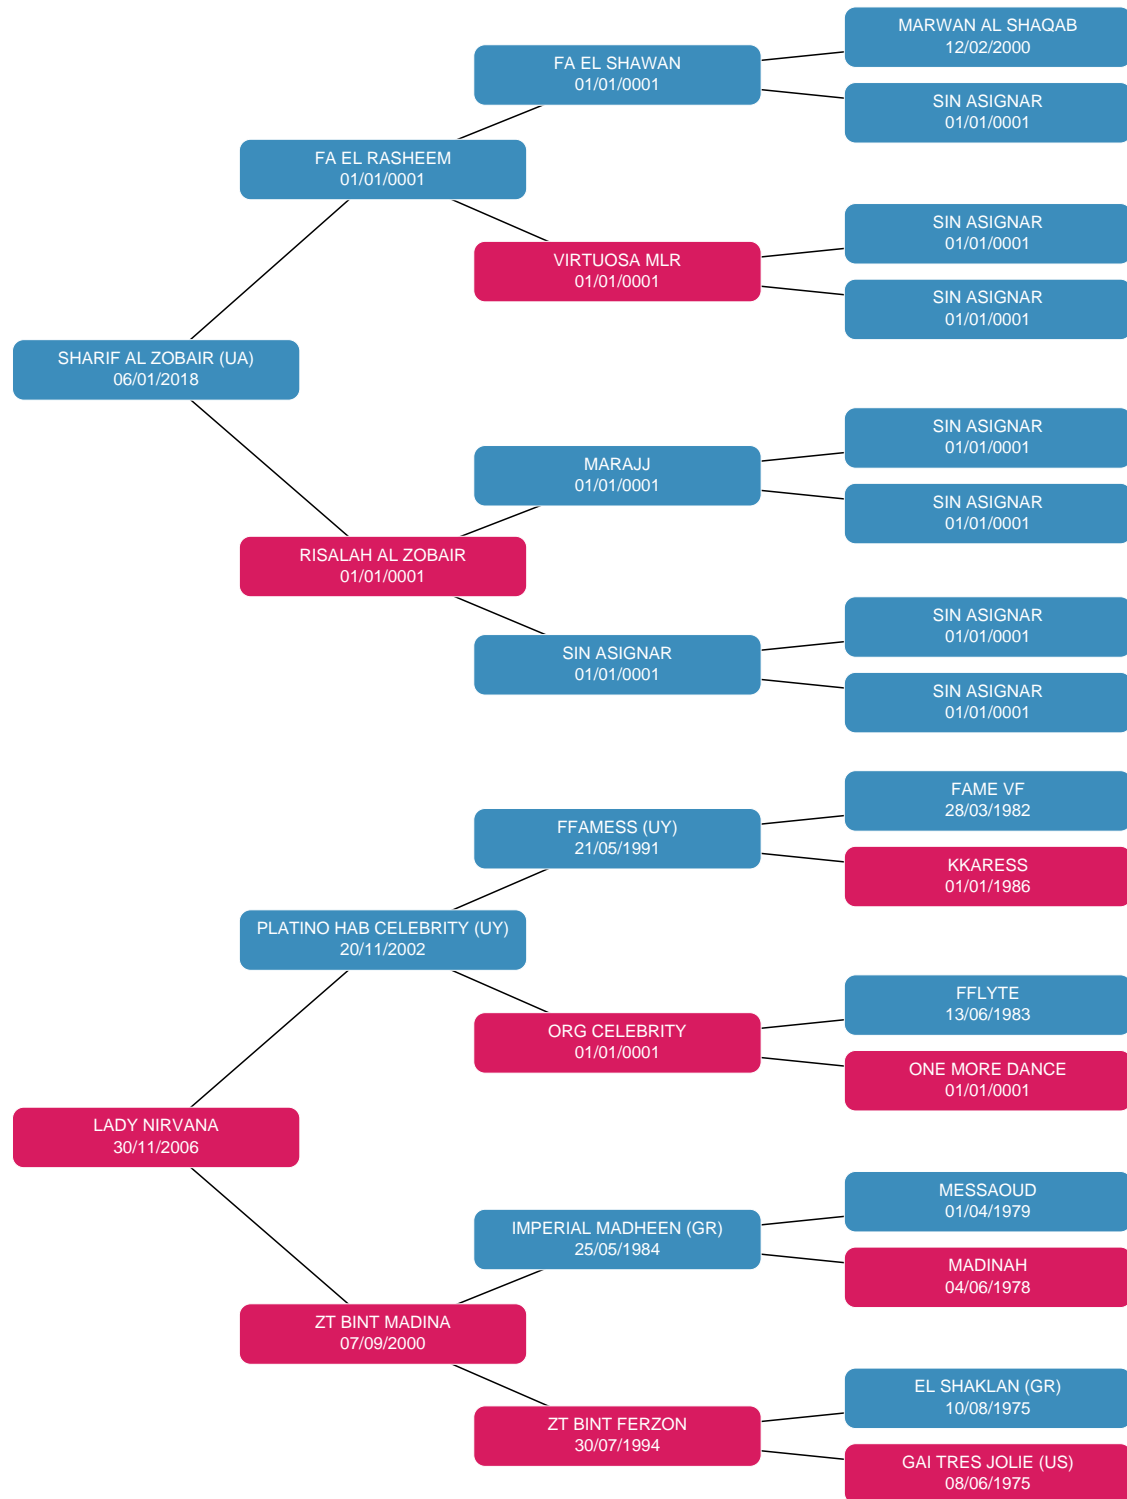 MARWAN AL SHAQAB
12/02/2000
FA EL SHAWAN
01/01/0001
SIN ASIGNAR
01/01/0001
FA EL RASHEEM
01/01/0001
SIN ASIGNAR
01/01/0001
VIRTUOSA MLR
01/01/0001
SIN ASIGNAR
01/01/0001
SHARIF AL ZOBAIR (UA)
06/01/2018
SIN ASIGNAR
01/01/0001
MARAJJ
01/01/0001
SIN ASIGNAR
01/01/0001
RISALAH AL ZOBAIR
01/01/0001
SIN ASIGNAR
01/01/0001
SIN ASIGNAR
01/01/0001
SIN ASIGNAR
01/01/0001
FAME VF
28/03/1982
FFAMESS (UY)
21/05/1991
KKARESS
01/01/1986
PLATINO HAB CELEBRITY (UY)
20/11/2002
FFLYTE
13/06/1983
ORG CELEBRITY
01/01/0001
ONE MORE DANCE
01/01/0001
LADY NIRVANA
30/11/2006
MESSAOUD
01/04/1979
IMPERIAL MADHEEN (GR)
25/05/1984
MADINAH
04/06/1978
ZT BINT MADINA
07/09/2000
EL SHAKLAN (GR)
10/08/1975
ZT BINT FERZON
30/07/1994
GAI TRES JOLIE (US)
08/06/1975